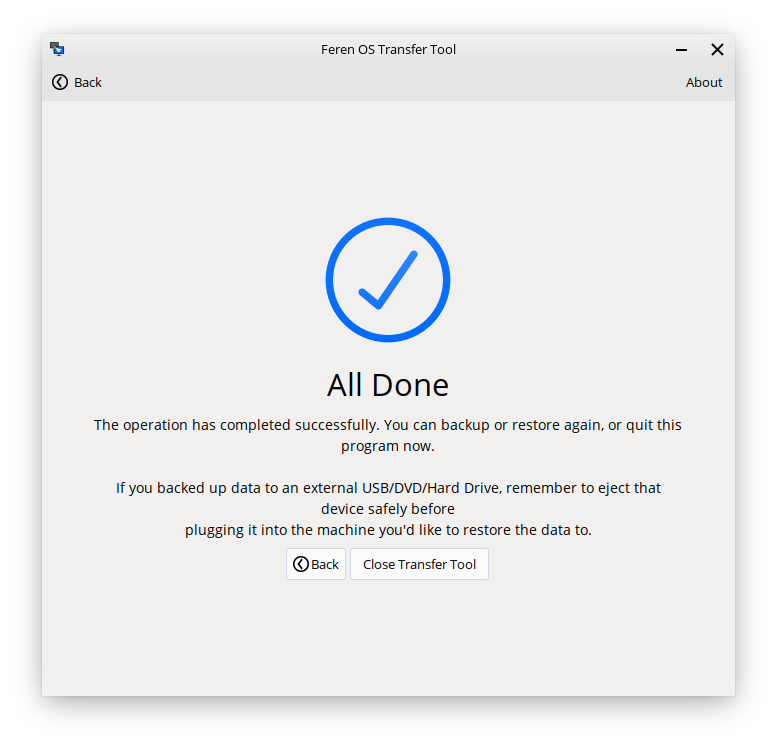 Feren OS Transfer Tool
Back
About
All Done
The operation has completed successfully. You can backup or restore again, or quit this
program now.
If you backed up data to an external USB/DVD/Hard Drive, remember to eject that
device safely before
plugging it into the machine you'd like to restore the data to.
Back
Close Transfer Tool